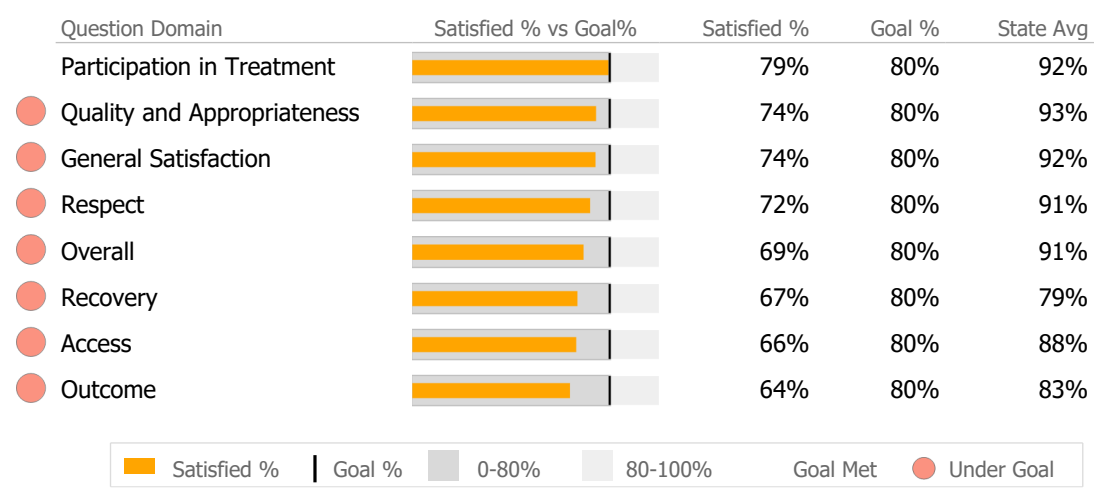 Question Domain Satisfied % vs Goal% Satisfied % Goal % State Avg
Participation in Treatment 79% 80% 92%
Quality and Appropriateness 74% 80% 93%
General Satisfaction 74% 80% 92%
Respect 72% 80% 91%
Overall 69% 80% 91%
Recovery 67% 80% 79%
Access 66% 80% 88%
Outcome 64% 80% 83%
Satisfied % Goal % 0-80% 80-100% Goal Met Under Goal